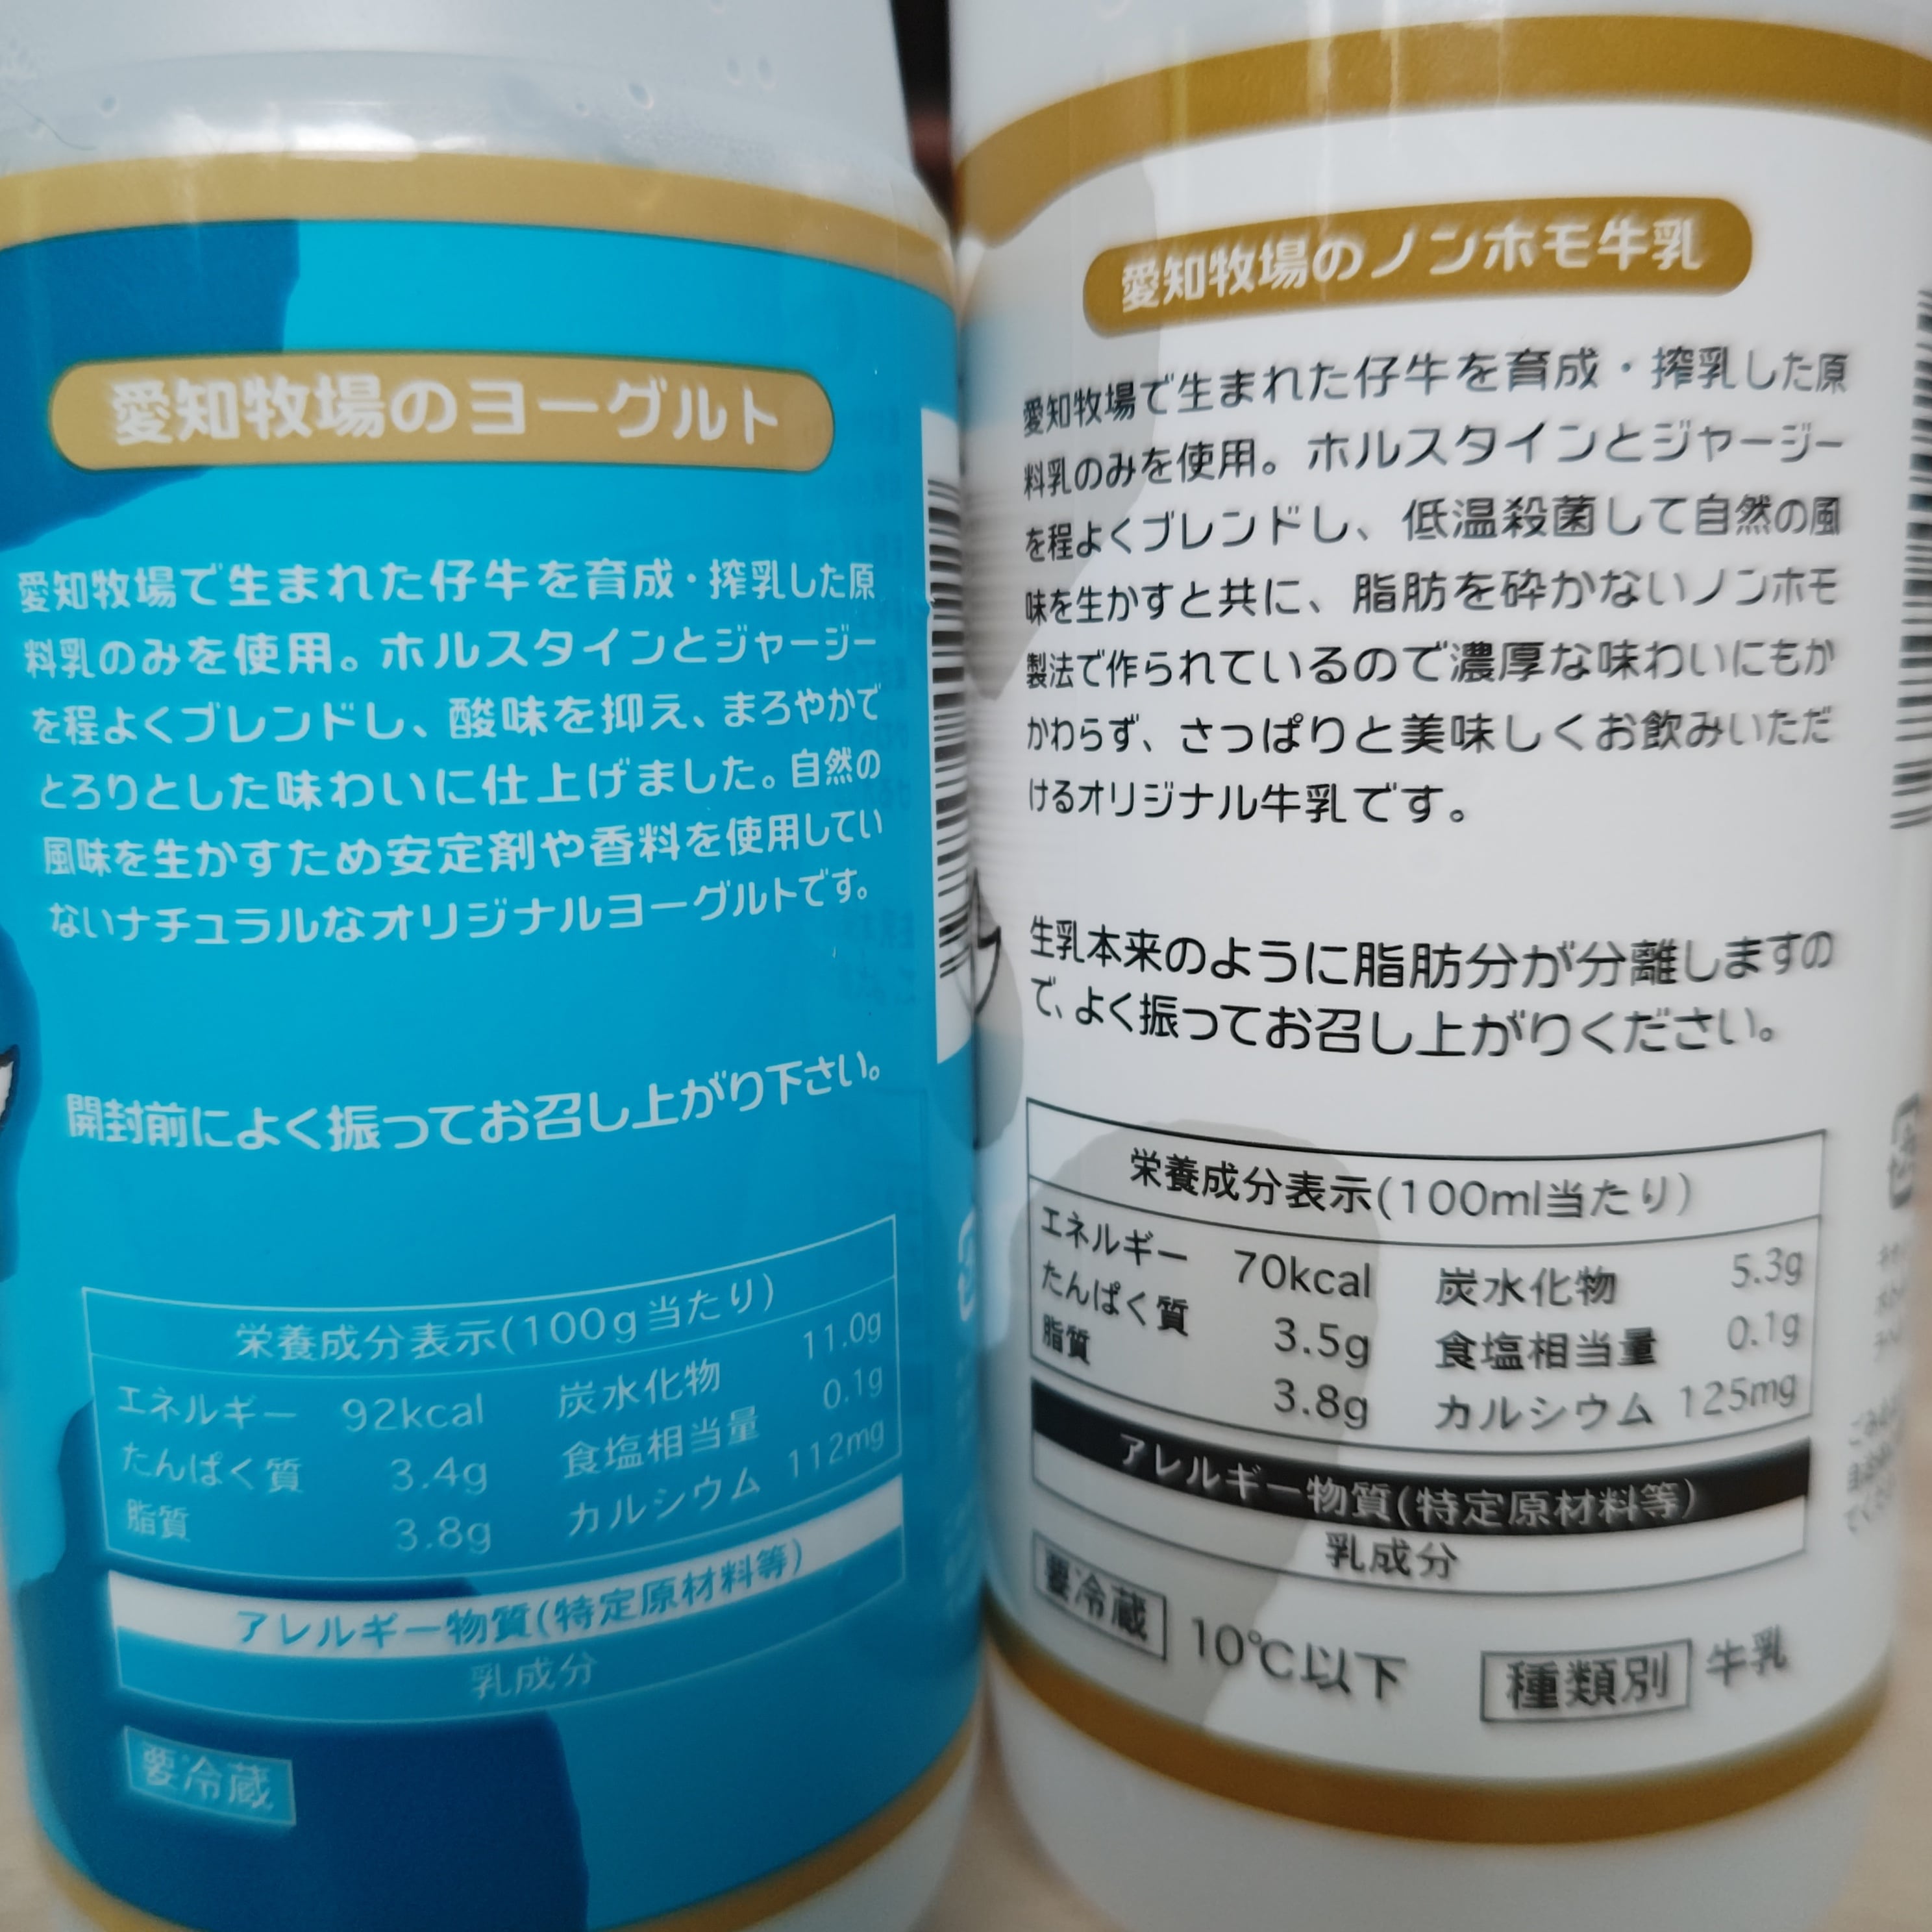 愛知牧場のヨーグルト
愛知牧場で生まれた仔牛を育成・搾乳した原
料乳のみを使用。ホルスタインとジャージー
を程よくブレンドし、酸味を抑え、まろやかで
とろりとした味わいに仕上げました。自然の
風味を生かすため安定剤や香料を使用してい
ないナチュラルなオリジナルヨーグルトです。
開封前によく振ってお召し上がり下さい。
栄養成分表示(100g当たり)
エネルギー 92kcal 炭水化物 11.0g
たんぱく質 3.4g 食塩相当量 0.1g
脂質 3.8g カルシウム 112mg
アレルギー物質(特定原材料等)
乳成分
要冷蔵
愛知牧場のノンホモ牛乳
愛知牧場で生まれた仔牛を育成・搾乳した原
料乳のみを使用。ホルスタインとジャージー
を程よくブレンドし、低温殺菌して自然の風
味を生かすと共に、脂肪を砕かないノンホモ
製法で作られているので濃厚な味わいにもか
かわらず、さっぱりと美味しくお飲みいただ
けるオリジナル牛乳です。
生乳本来のように脂肪分が分離しますの
で、よく振ってお召し上がりください。
栄養成分表示(100ml当たり)
エネルギー 70kcal 炭水化物 5.3g
たんぱく質 3.5g 食塩相当量 0.1g
脂質 3.8g カルシウム 125mg
アレルギー物質(特定原材料等)
乳成分
要冷蔵 10℃以下 種類別 牛乳